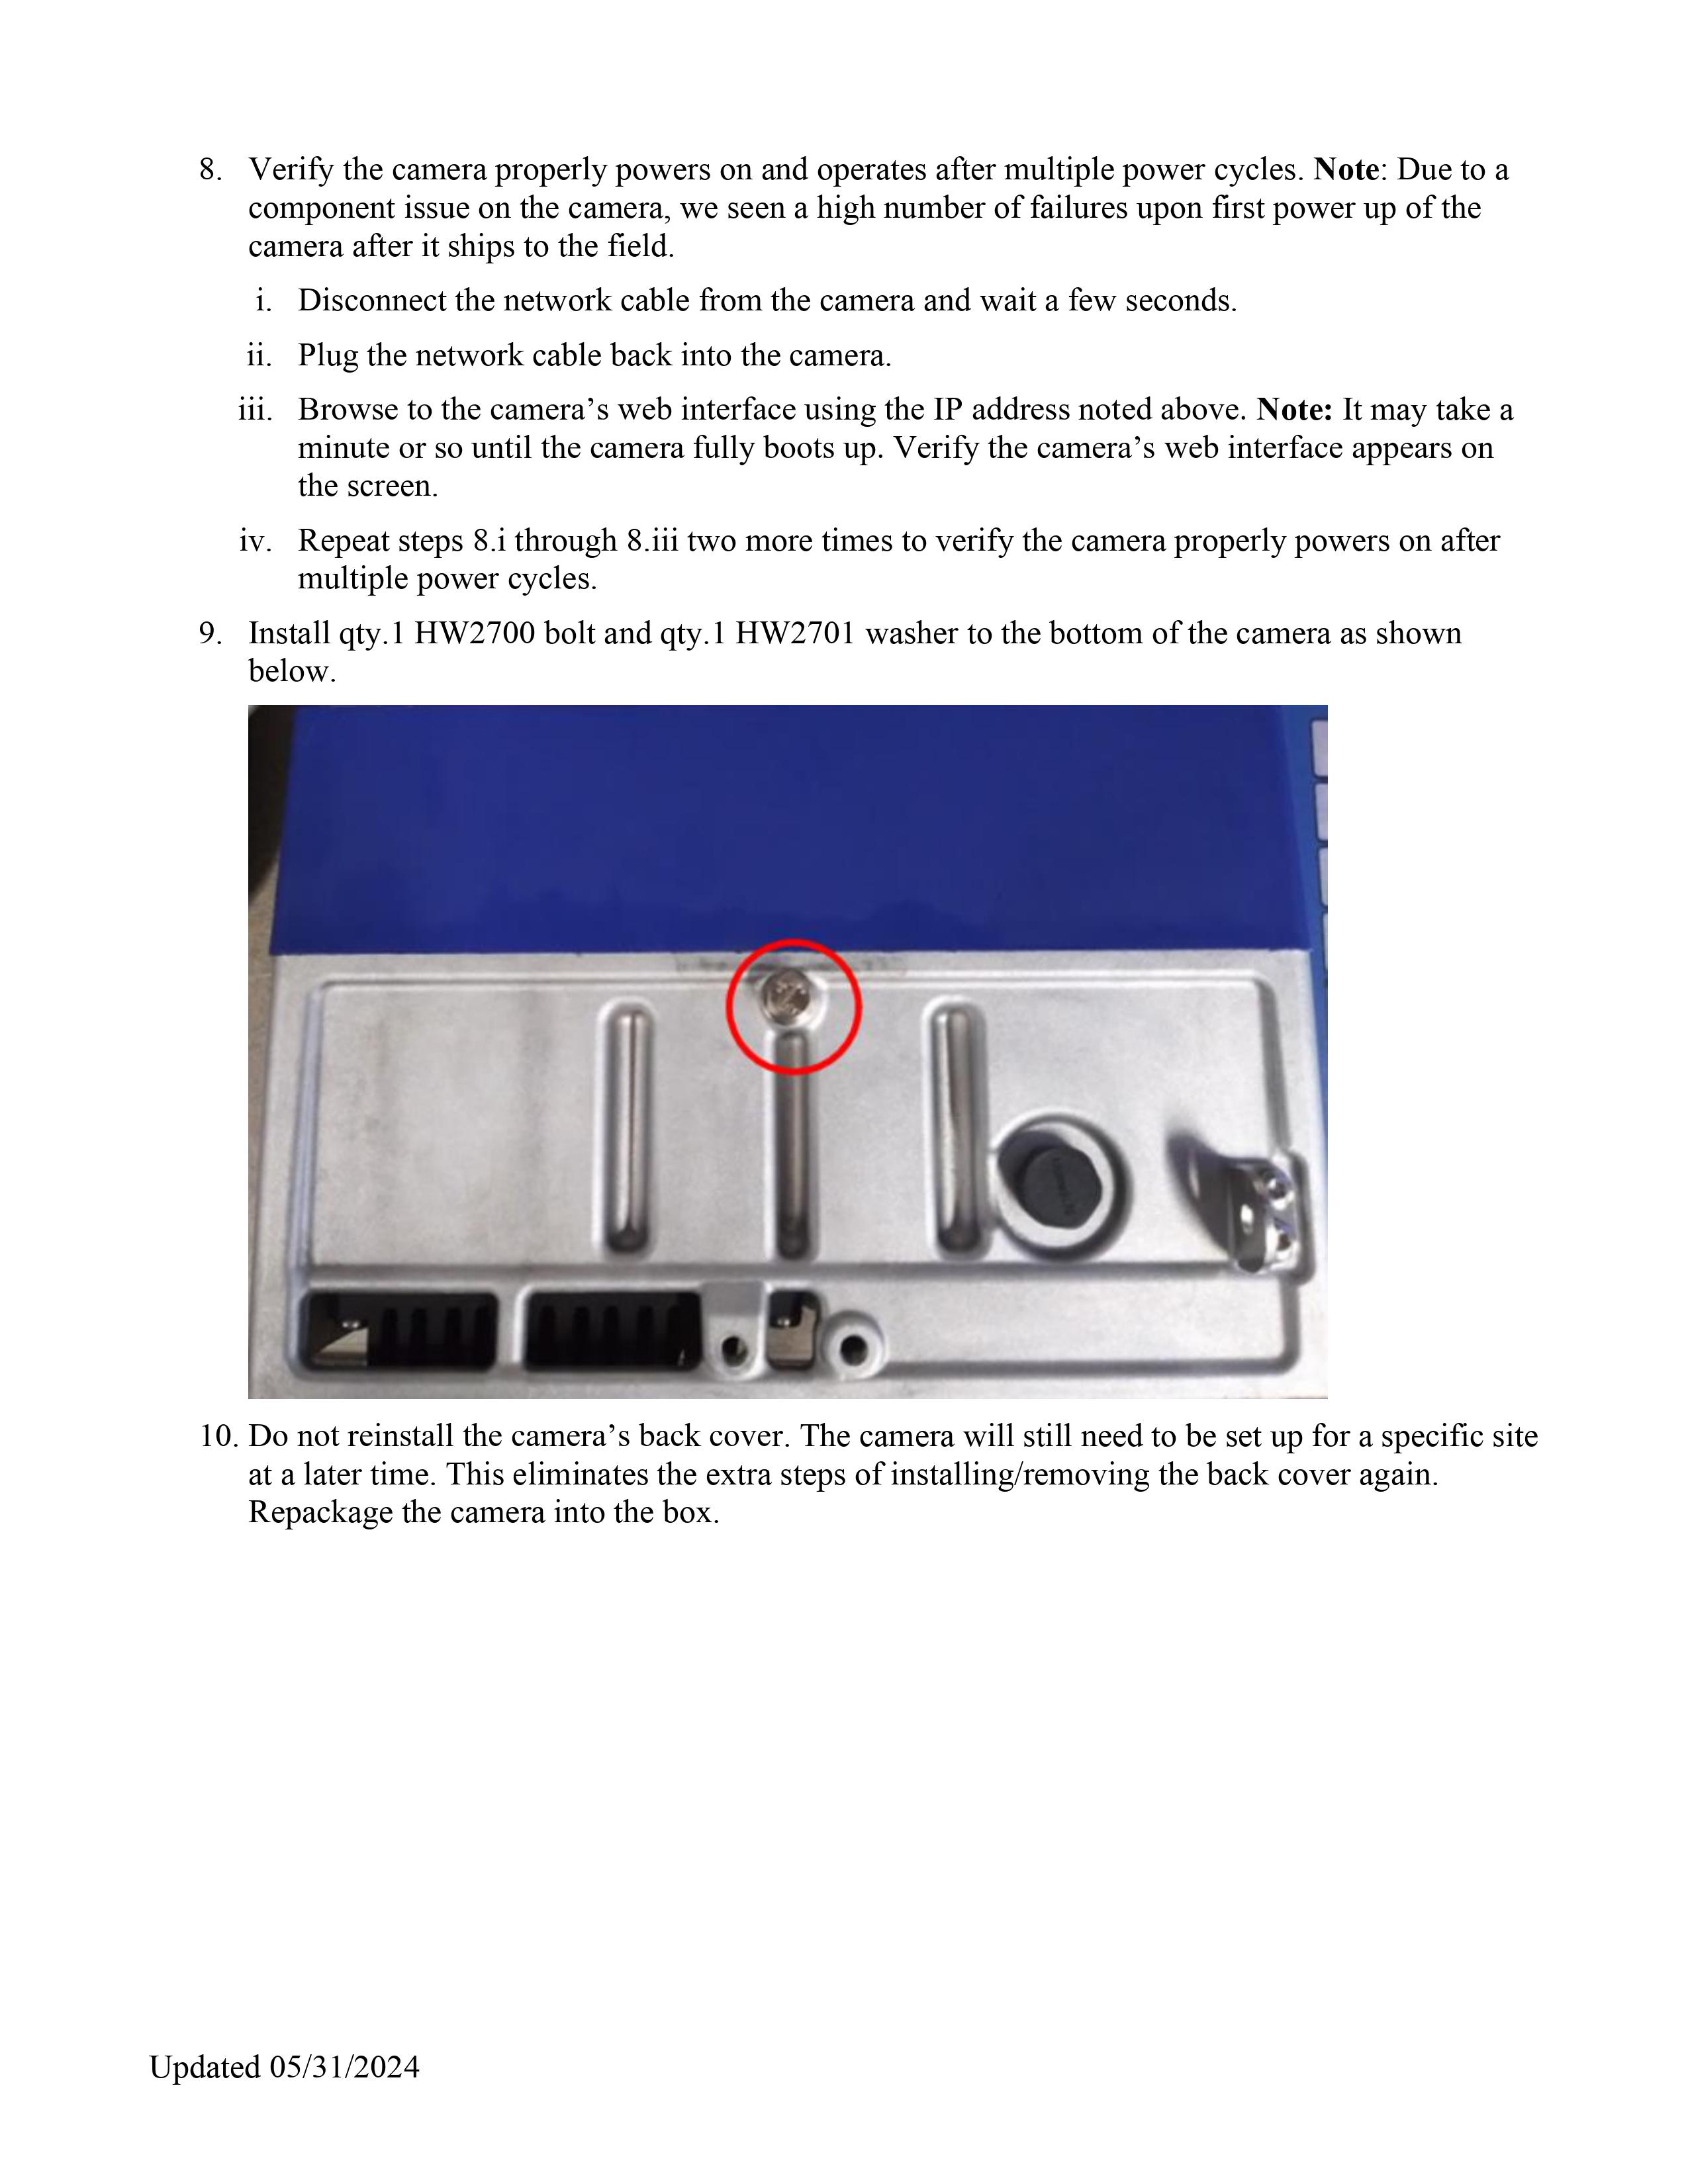 8. Verify the camera properly powers on and operates after multiple power cycles. Note: Due to a
component issue on the camera, we seen a high number of failures upon first power up of the
camera after it ships to the field.
i. Disconnect the network cable from the camera and wait a few seconds.
ii. Plug the network cable back into the camera.
iii. Browse to the camera’s web interface using the IP address noted above. Note: It may take a
minute or so until the camera fully boots up. Verify the camera’s web interface appears on
the screen.
iv. Repeat steps 8.i through 8.iii two more times to verify the camera properly powers on after
multiple power cycles.
9. Install qty.1 HW2700 bolt and qty.1 HW2701 washer to the bottom of the camera as shown
below.
10. Do not reinstall the camera’s back cover. The camera will still need to be set up for a specific site
at a later time. This eliminates the extra steps of installing/removing the back cover again.
Repackage the camera into the box.
Updated 05/31/2024